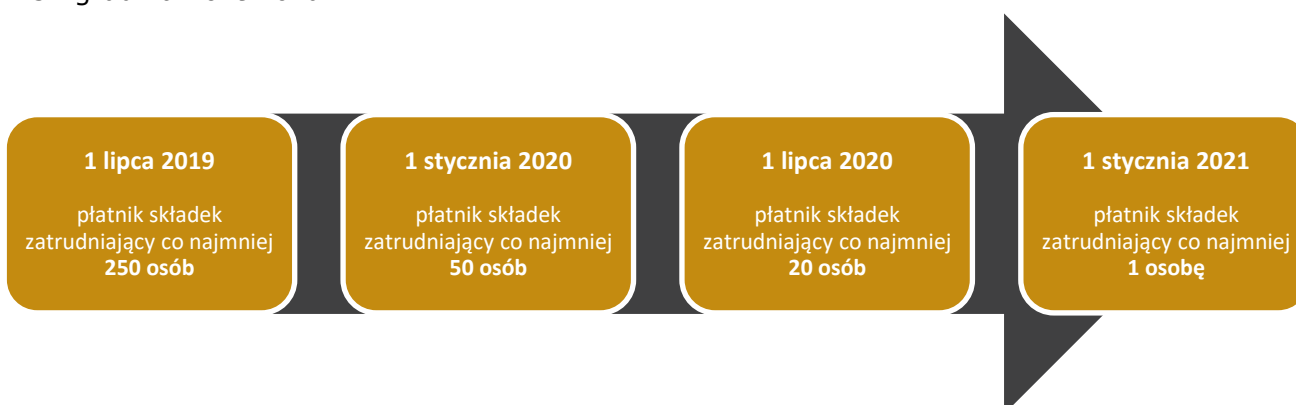 1 lipca 2019
płatnik składek
zatrudniający co najmniej
250 osób
1 stycznia 2020
płatnik składek
zatrudniający co najmniej
50 osób
1 lipca 2020
płatnik składek
zatrudniający co najmniej
20 osób
1 stycznia 2021
płatnik składek
zatrudniający co najmniej
1 osobę